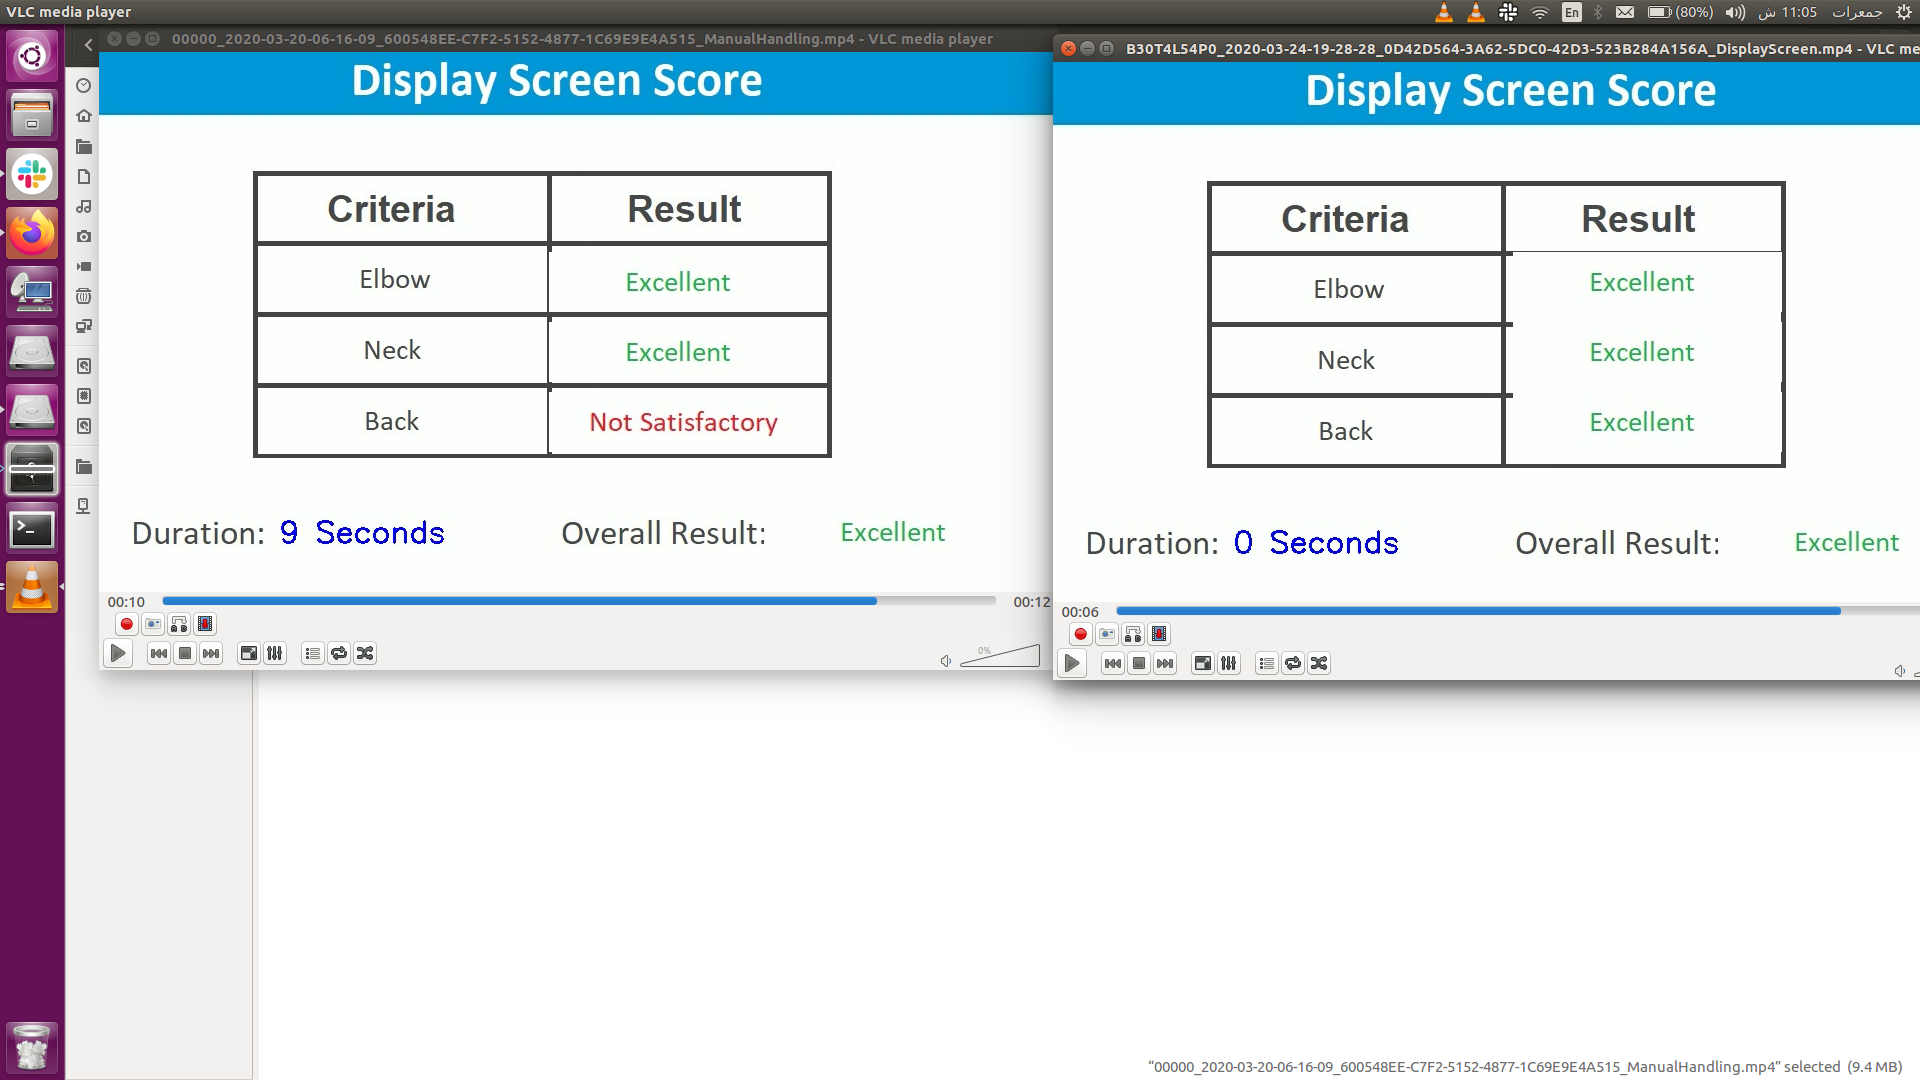 VLC media player
En
(80%)
11:05 ش
جمعرات
00000_2020-03-20-06-16-09_600548EE-C7F2-5152-4877-1C69E9E4A515_ManualHandling.mp4 - VLC media player
Display Screen Score
Criteria Result
Elbow Excellent
Neck Excellent
Back Not Satisfactory
Duration: 9 Seconds Overall Result: Excellent
00:10 00:12
0%
B30T4L54P0_2020-03-24-19-28-28_0D42D564-3A62-5DC0-42D3-523B284A156A_DisplayScreen.mp4 - VLC me
Display Screen Score
Criteria Result
Elbow Excellent
Neck Excellent
Back Excellent
Duration: 0 Seconds Overall Result: Excellent
00:06
“00000_2020-03-20-06-16-09_600548EE-C7F2-5152-4877-1C69E9E4A515_ManualHandling.mp4” selected (9.4 MB)